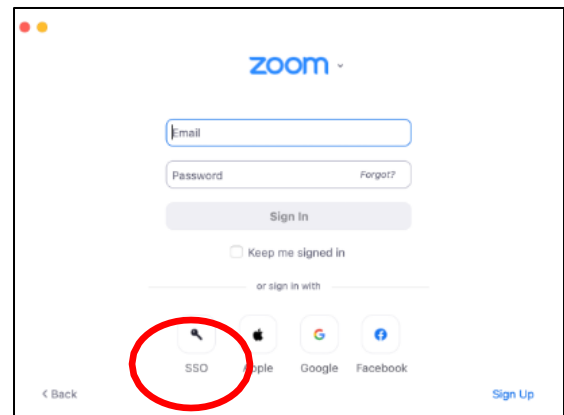 zoom
Email
Password Forgot?
Sign In
Keep me signed in
or sign in with
SSO Apple Google Facebook
< Back Sign Up